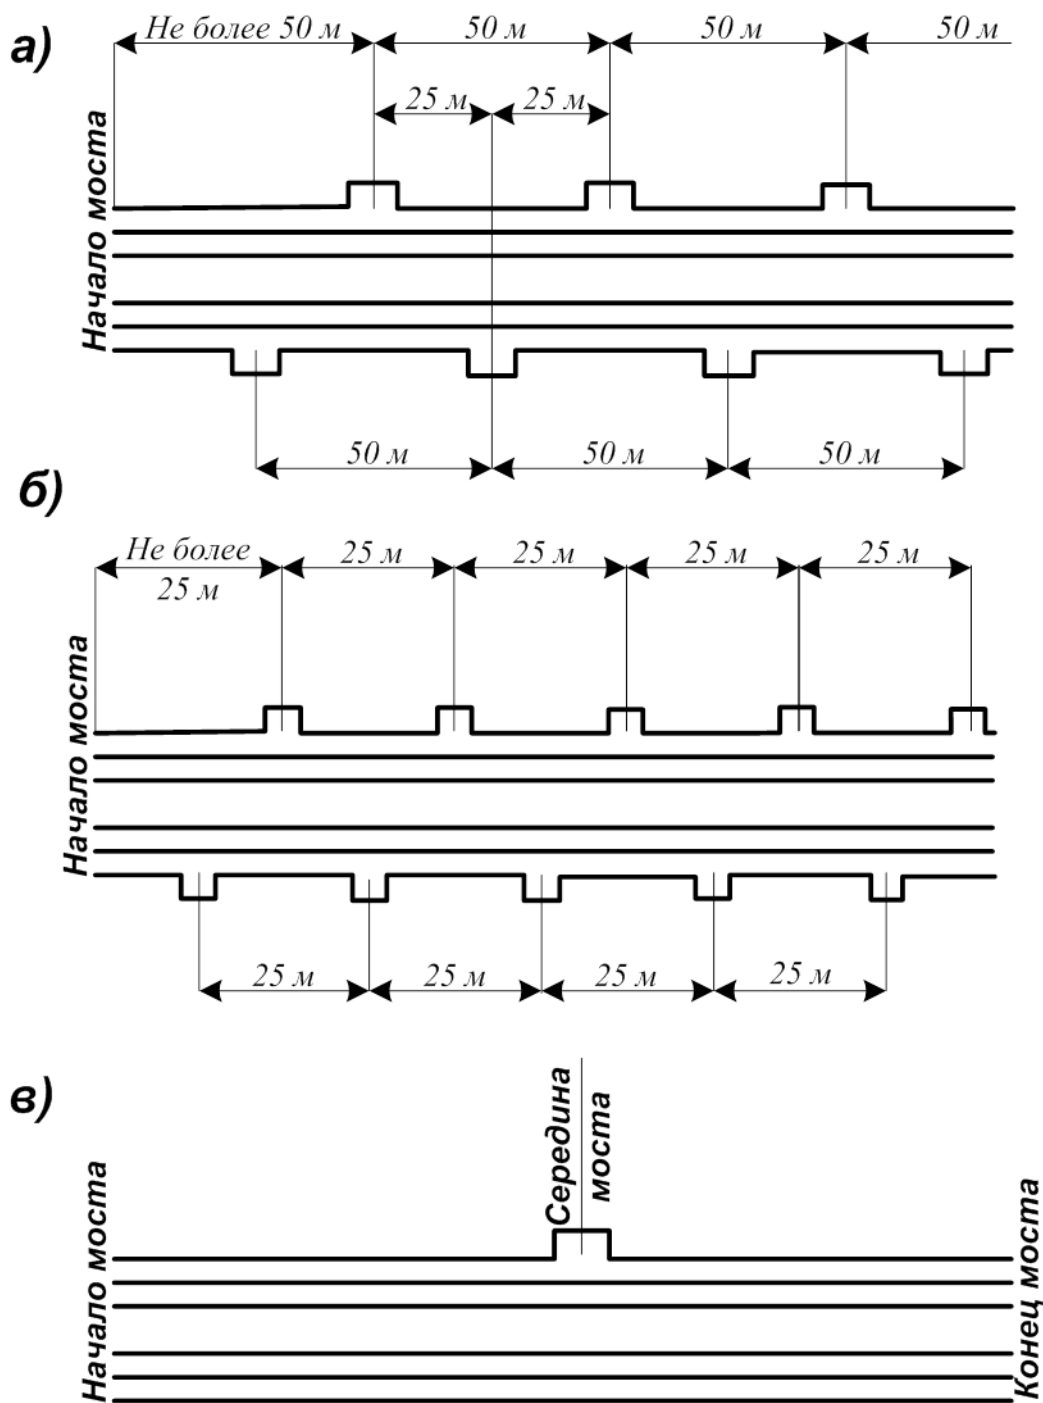 а)
Не более 50 м
50 м
50 м
50 м
25 м
25 м
Начало моста
50 м
50 м
50 м
б)
Не более
25 м
25 м
25 м
25 м
25 м
Начало моста
25 м
25 м
25 м
25 м
в)
Середина
моста
Начало моста
Конец моста